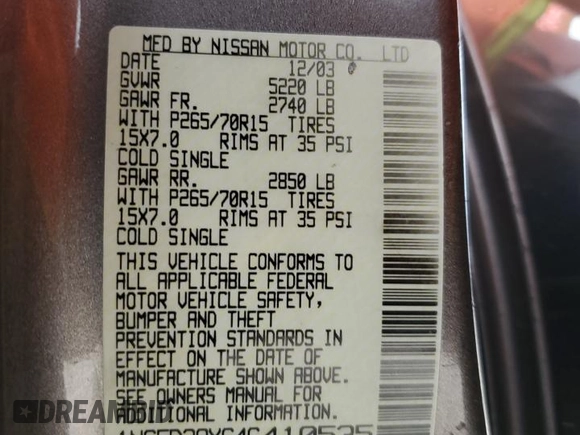 MFD BY NISSAN MOTOR CO. LTD
DATE 12/03
GVWR 5220 LB
GAWR FR. 2740 LB
WITH P265/70R15 TIRES
15X7.0 RIMS AT 35 PSI
COLD SINGLE
GAWR RR. 2850 LB
WITH P265/70R15 TIRES
15X7.0 RIMS AT 35 PSI
COLD SINGLE
THIS VEHICLE CONFORMS TO
ALL APPLICABLE FEDERAL
MOTOR VEHICLE SAFETY,
BUMPER AND THEFT
PREVENTION STANDARDS IN
EFFECT ON THE DATE OF
MANUFACTURE SHOWN ABOVE.
SEE OWNERS MANUAL FOR
ADDITIONAL INFORMATION.
DREAMBID